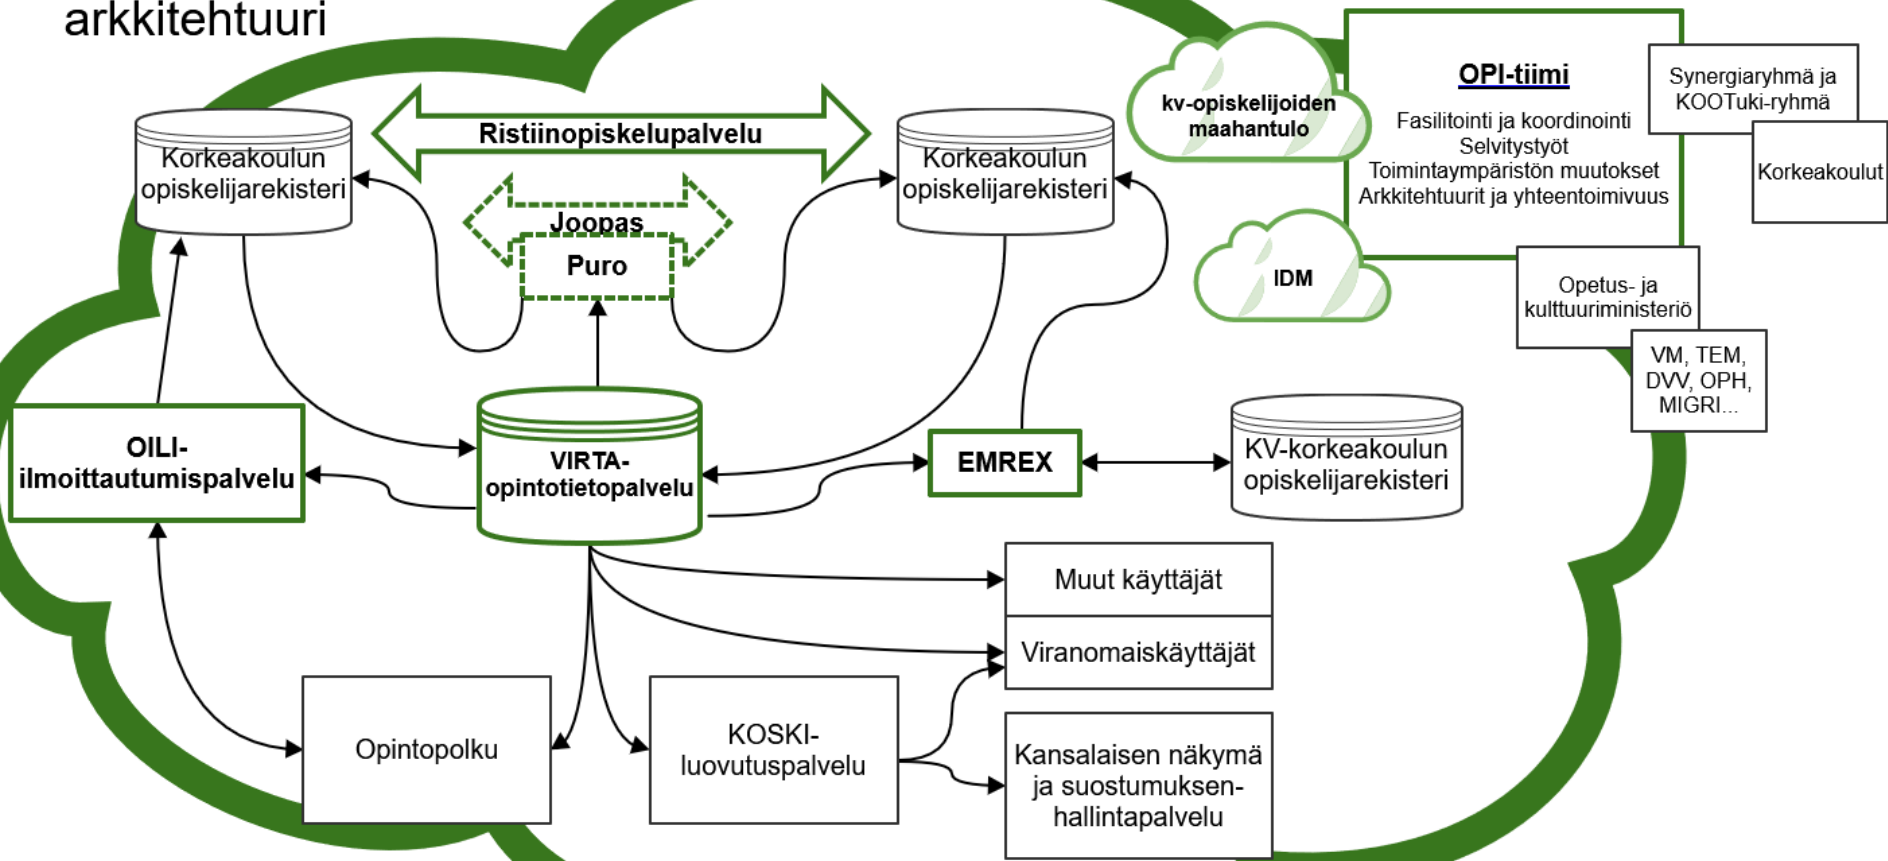 arkkitehtuuri
Korkeakoulun
opiskelijarekisteri
Ristiinopiskelupalvelu
Joopas
Puro
Korkeakoulun
opiskelijarekisteri
kv-opiskelijoiden
maahantulo
IDM
OPI-tiimi
Fasilitointi ja koordinointi
Selvitystyöt
Toimintaympäristön muutokset
Arkkitehtuurit ja yhteentoimivuus
Synergiaryhmä ja
KOOTuki-ryhmä
Korkeakoulut
Opetus- ja
kulttuuriministeriö
VM, TEM,
DVV, OPH,
MIGRI...
OILI-
ilmoittautumispalvelu
VIRTA-
opintotietopalvelu
EMREX
KV-korkeakoulun
opiskelijarekisteri
Muut käyttäjät
Viranomaiskäyttäjät
Opintopolku
KOSKI-
luovutuspalvelu
Kansalaisen näkymä
ja suostumuksen-
hallintapalvelu